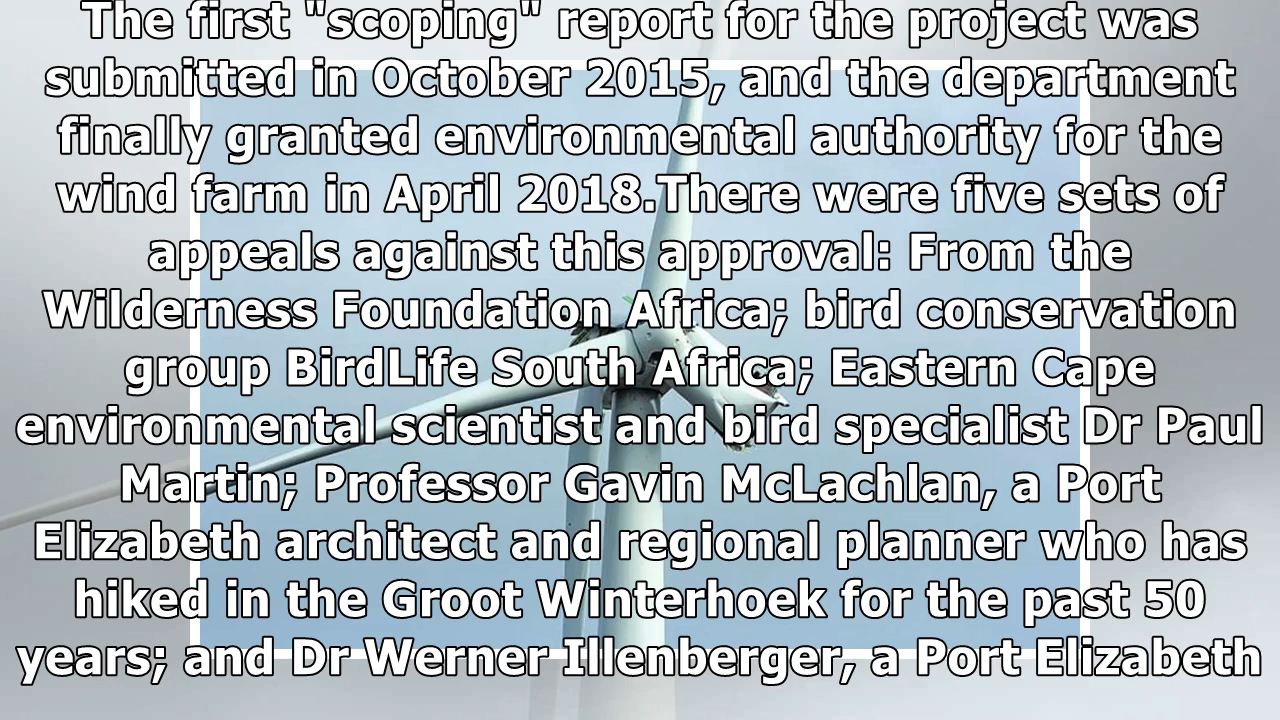 The first "scoping" report for the project was
submitted in October 2015, and the department
finally granted environmental authority for the
wind farm in April 2018.There were five sets of
appeals against this approval: From the
Wilderness Foundation Africa; bird conservation
group BirdLife South Africa; Eastern Cape
environmental scientist and bird specialist Dr Paul
Martin; Professor Gavin McLachlan, a Port
Elizabeth architect and regional planner who has
hiked in the Groot Winterhoek for the past 50
years; and Dr Werner Illenberger, a Port Elizabeth